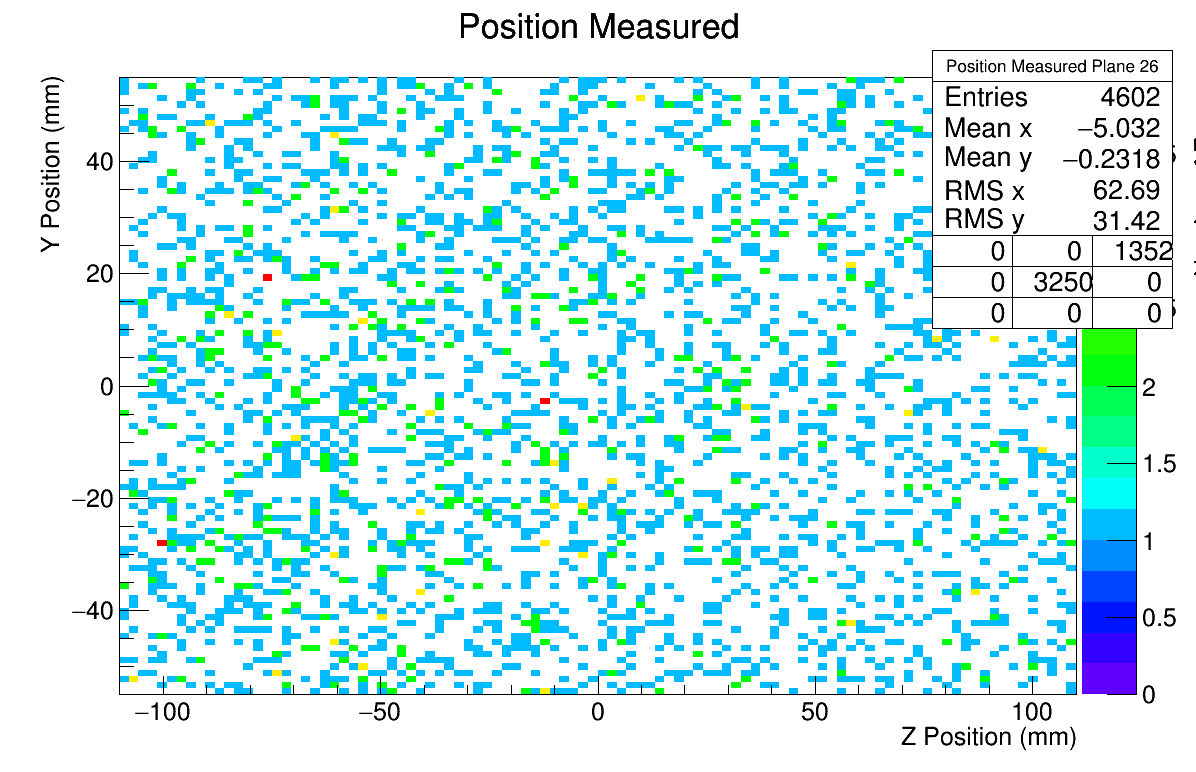 Position Measured
Position Measured Plane 26
Entries 4602
Mean x −5.032
Mean y −0.2318
RMS x 62.69
RMS y 31.42
0 0 1352
0 3250 0
0 0 0
Y Position (mm)
40
20
0
−20
−40
2
1.5
1
0.5
0
−100 −50 0 50 100
Z Position (mm)